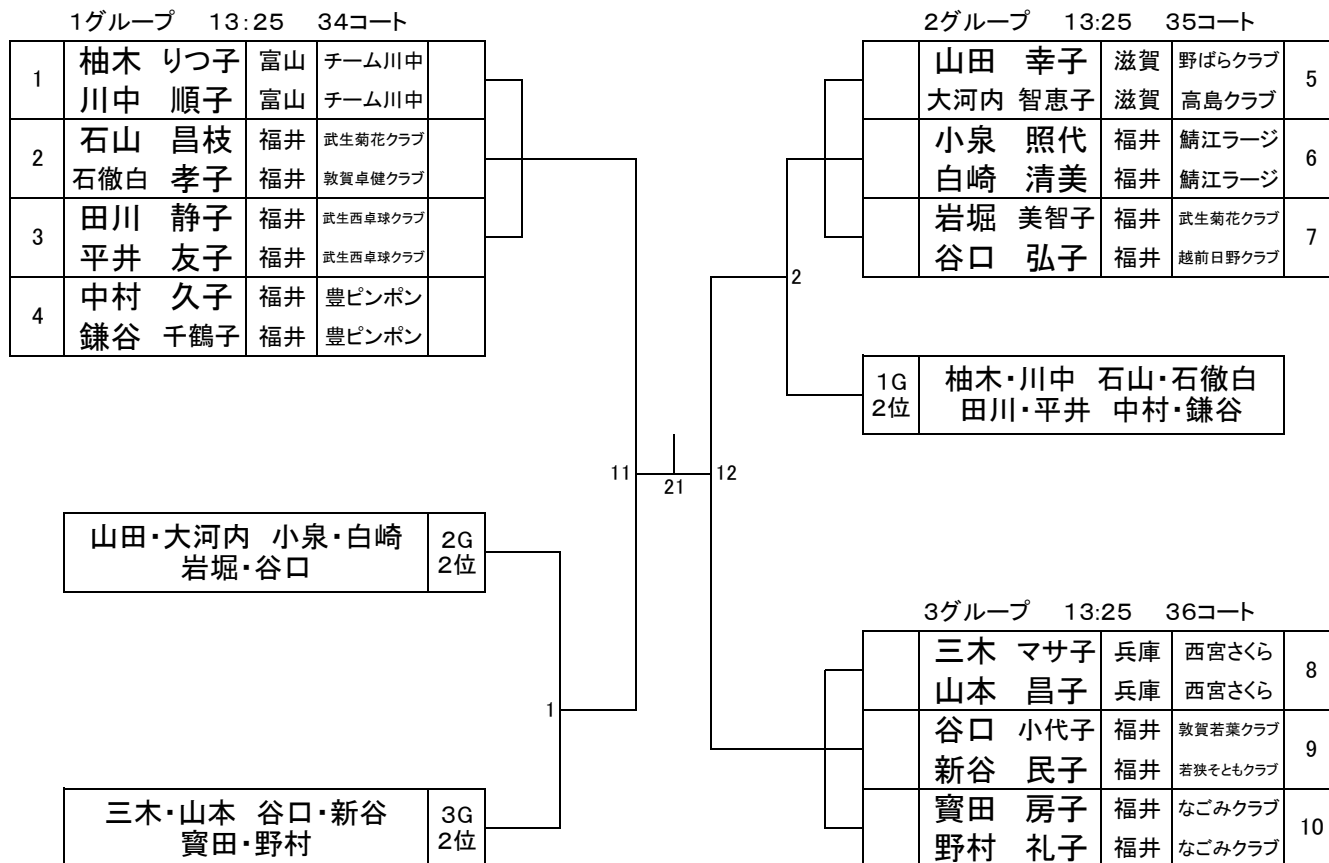 1グループ 13:25 34コート
1 柚木 りつ子 富山 チーム川中
川中 順子 富山 チーム川中
2 石山 昌枝 福井 武生菊花クラブ
石徹白 孝子 福井 敦賀卓健クラブ
3 田川 静子 福井 武生西卓球クラブ
平井 友子 福井 武生西卓球クラブ
4 中村 久子 福井 豊ピンポン
鎌谷 千鶴子 福井 豊ピンポン
2グループ 13:25 35コート
山田 幸子 滋賀 野ばらクラブ 5
大河内 智恵子 滋賀 高島クラブ
小泉 照代 福井 鯖江ラージ 6
白崎 清美 福井 鯖江ラージ
岩堀 美智子 福井 武生菊花クラブ 7
谷口 弘子 福井 越前日野クラブ
2
1G 柚木・川中 石山・石徹白
2位 田川・平井 中村・鎌谷
11
21
12
山田・大河内 小泉・白崎 2G
岩堀・谷口 2位
1
三木・山本 谷口・新谷 3G
寳田・野村 2位
3グループ 13:25 36コート
三木 マサ子 兵庫 西宮さくら 8
山本 昌子 兵庫 西宮さくら
谷口 小代子 福井 敦賀若葉クラブ 9
新谷 民子 福井 若狭そともクラブ
寳田 房子 福井 なごみクラブ 10
野村 礼子 福井 なごみクラブ